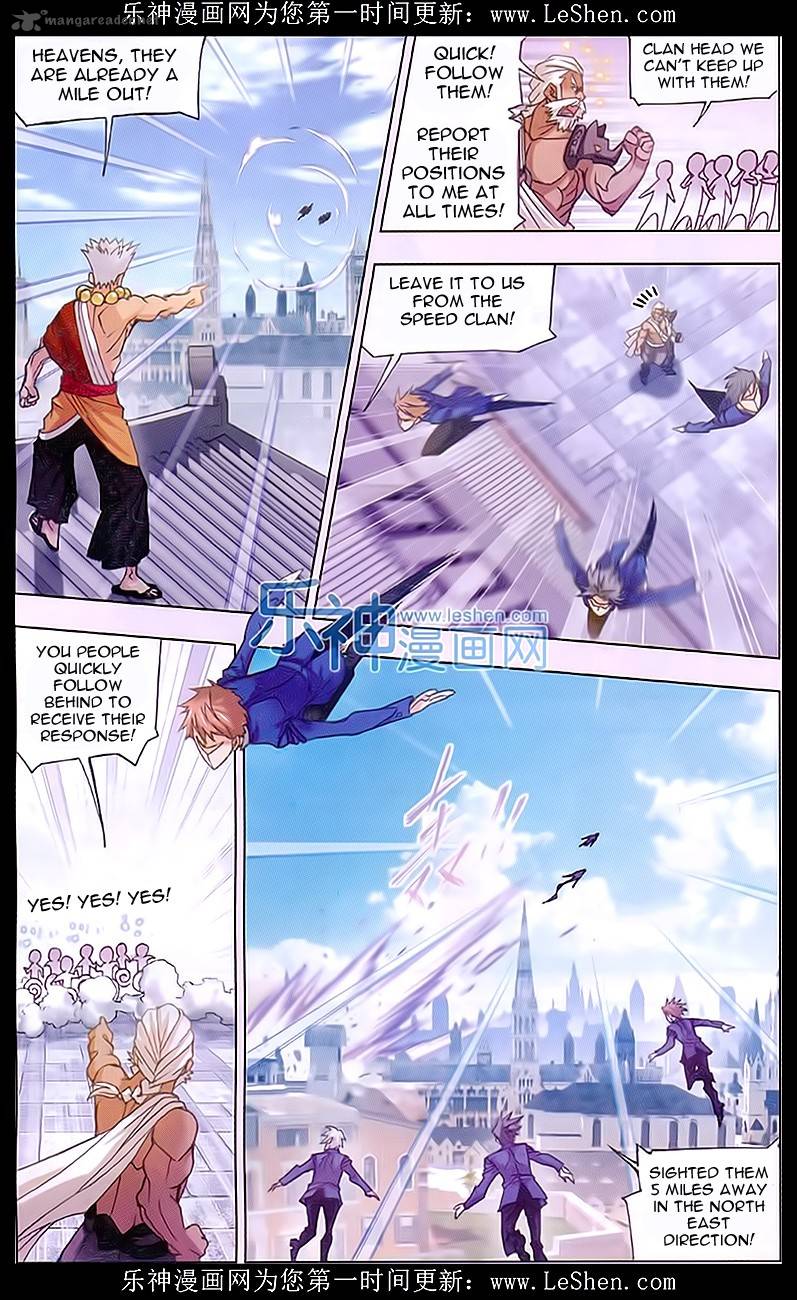 乐神漫画网为您第一时间更新：www.LeShen.com
mangareader.net
HEAVENS, THEY
ARE ALREADY A
MILE OUT!
QUICK!
FOLLOW
THEM!
REPORT
THEIR
POSITIONS
TO ME AT
ALL TIMES!
CLAN HEAD WE
CAN'T KEEP UP
WITH THEM!
LEAVE IT TO US
FROM THE
SPEED CLAN!
乐神漫画网
www.leshen.com
YOU PEOPLE
QUICKLY
FOLLOW
BEHIND TO
RECEIVE THEIR
RESPONSE!
YES! YES! YES!
SIGHTED THEM
5 MILES AWAY
IN THE NORTH
EAST
DIRECTION!
乐神漫画网为您第一时间更新：www.LeShen.com